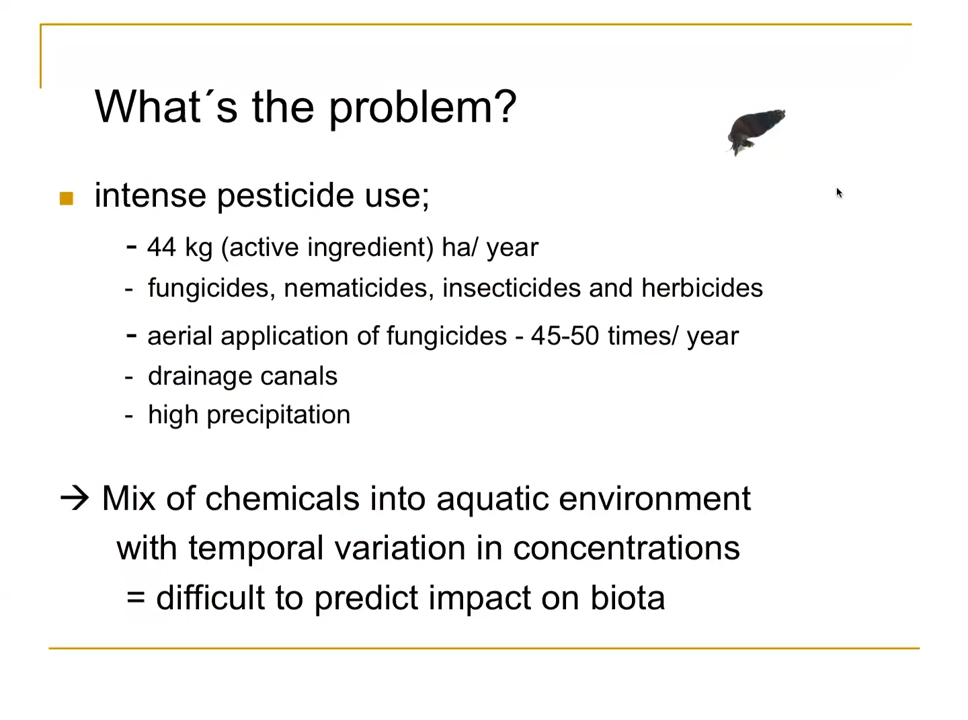 What´s the problem?
intense pesticide use;
- 44 kg (active ingredient) ha/ year
- fungicides, nematicides, insecticides and herbicides
- aerial application of fungicides - 45-50 times/ year
- drainage canals
- high precipitation
→ Mix of chemicals into aquatic environment
with temporal variation in concentrations
= difficult to predict impact on biota